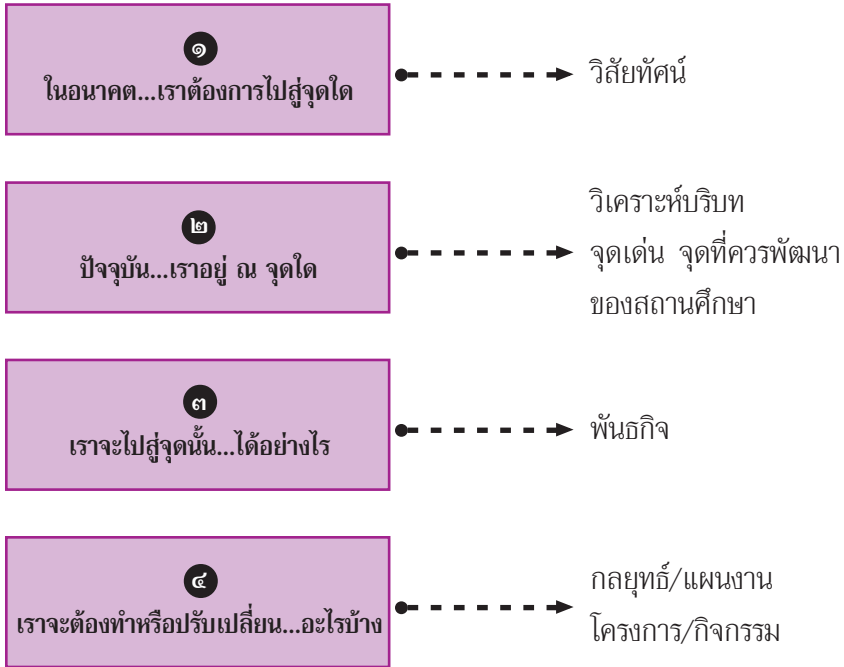 ๑
ในอนาคต...เราต้องการไปสู่จุดใด
วิสัยทัศน์
๒
ปัจจุบัน...เราอยู่ ณ จุดใด
วิเคราะห์บริบท
จุดเด่น จุดที่ควรพัฒนา
ของสถานศึกษา
๓
เราจะไปสู่จุดนั้น...ได้อย่างไร
พันธกิจ
๔
เราจะต้องทำหรือปรับเปลี่ยน...อะไรบ้าง
กลยุทธ์/แผนงาน
โครงการ/กิจกรรม